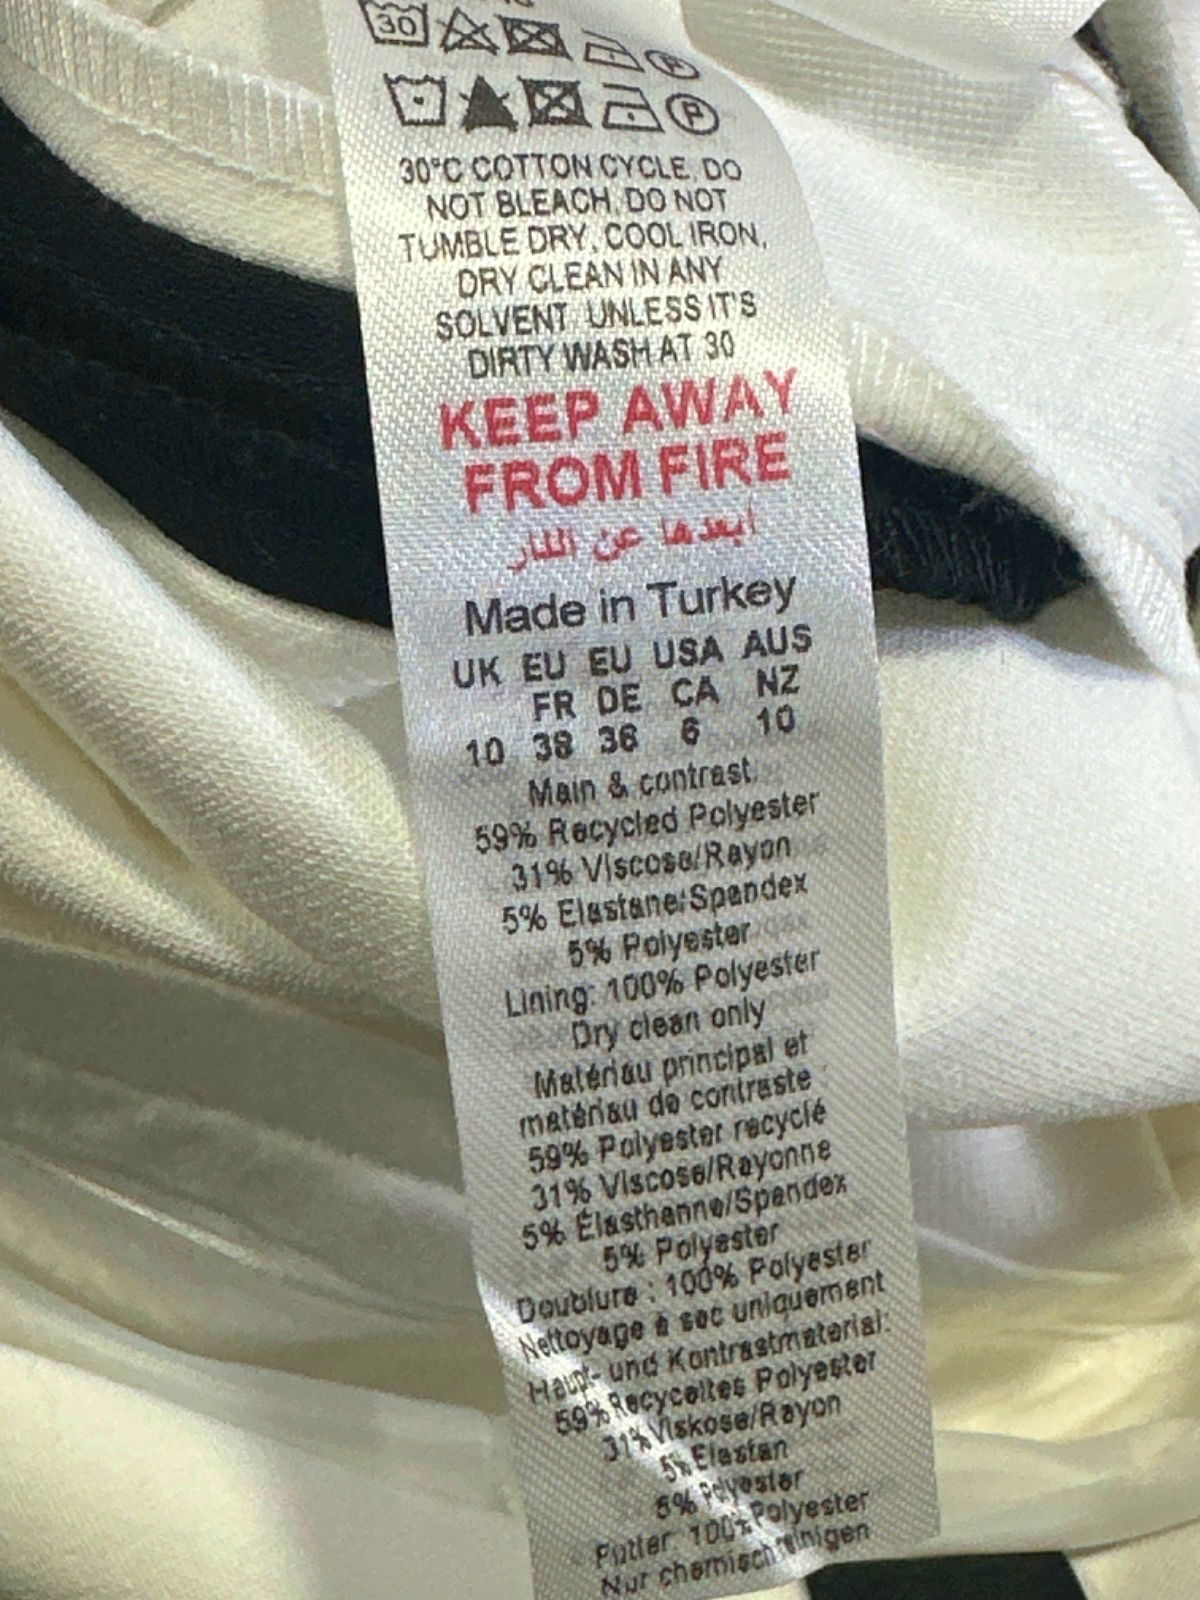 30
P
P
30°C COTTON CYCLE, DO
NOT BLEACH, DO NOT
TUMBLE DRY, COOL IRON,
DRY CLEAN IN ANY
SOLVENT UNLESS IT'S
DIRTY WASH AT 30
KEEP AWAY
FROM FIRE
ابعدها عن النار
Made in Turkey
UK EU EU USA AUS
FR DE CA NZ
10 38 36 6 10
Main & contrast:
59% Recycled Polyester
31% Viscose/Rayon
5% Elastane/Spandex
5% Polyester
Lining: 100% Polyester
Dry clean only
Matériau principal et
matériau de contraste
59% Polyester recyclé
31% Viscose/Rayonne
5% Élasthanne/Spandex
5% Polyester
Doublure : 100% Polyester
Nettoyage à sec uniquement
Haupt- und Kontrastmaterial:
59% Recyceltes Polyester
31% Viskose/Rayon
5% Elastan
5% Polyester
Futter: 100% Polyester
Nur chemisch reinigen